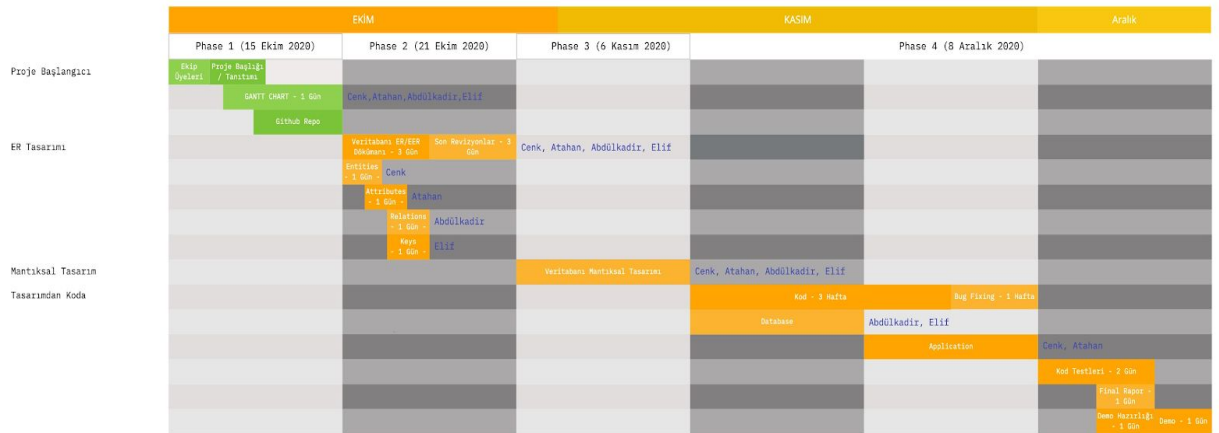 EKİM
KASIM
Aralık
Phase 1 (15 Ekim 2020)
Phase 2 (21 Ekim 2020)
Phase 3 (6 Kasım 2020)
Phase 4 (8 Aralık 2020)
Proje Başlangıcı
Ekip
Üyeleri
Proje Başlığı
/ Tanıtımı
GANTT CHART - 1 Gün
Cenk,Atahan,Abdülkadir,Elif
Github Repo
ER Tasarımı
Veritabanı ER/EER
Dökümanı - 3 Gün
Son Revizyonlar - 3
Gün
Cenk, Atahan, Abdülkadir, Elif
Entities
- 1 Gün -
Cenk
Attributes
- 1 Gün -
Atahan
Relations
- 1 Gün -
Abdülkadir
Keys
- 1 Gün -
Elif
Mantıksal Tasarım
Veritabanı Mantıksal Tasarımı
Cenk, Atahan, Abdülkadir, Elif
Tasarımdan Koda
Kod - 3 Hafta
Bug Fixing - 1 Hafta
Database
Abdülkadir, Elif
Application
Cenk, Atahan
Kod Testleri - 2 Gün
Final Rapor -
1 Gün
Demo Hazırlığı
- 1 Gün
Demo - 1 Gün